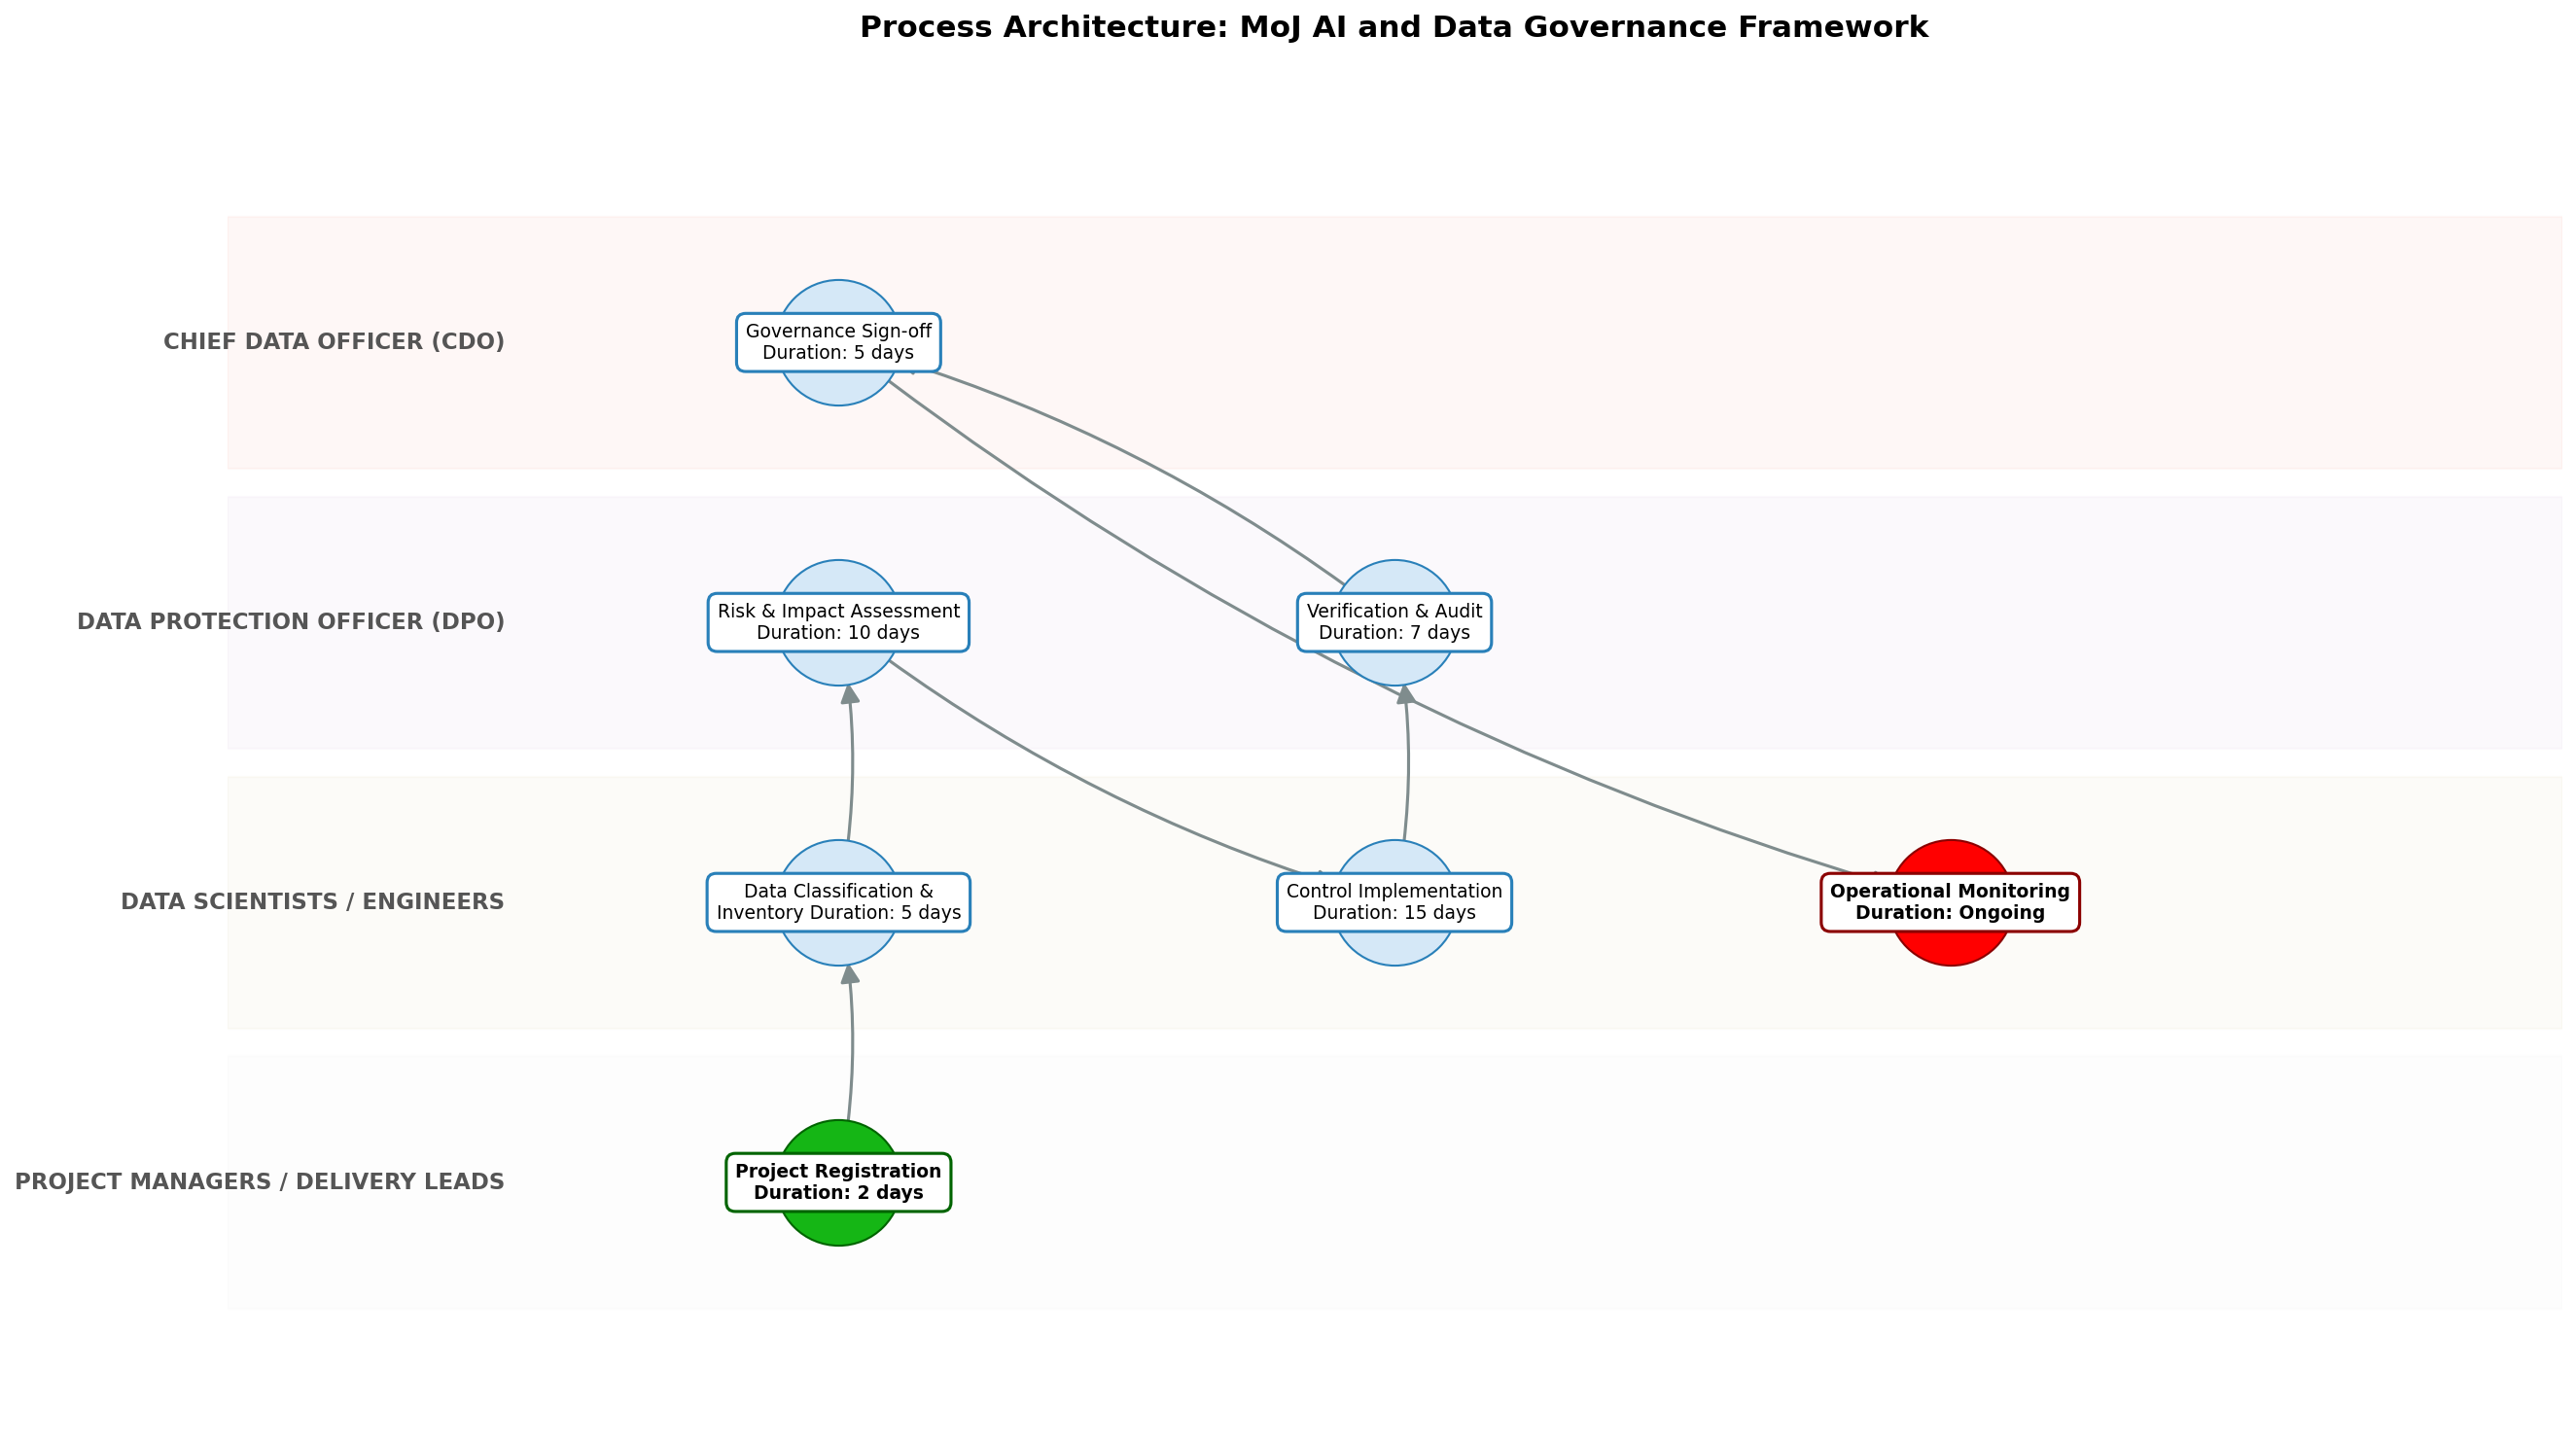 Process Architecture: MoJ AI and Data Governance Framework
CHIEF DATA OFFICER (CDO)
Governance Sign-off
Duration: 5 days
DATA PROTECTION OFFICER (DPO)
Risk & Impact Assessment
Duration: 10 days
Verification & Audit
Duration: 7 days
DATA SCIENTISTS / ENGINEERS
Data Classification &
Inventory Duration: 5 days
Control Implementation
Duration: 15 days
Operational Monitoring
Duration: Ongoing
PROJECT MANAGERS / DELIVERY LEADS
Project Registration
Duration: 2 days